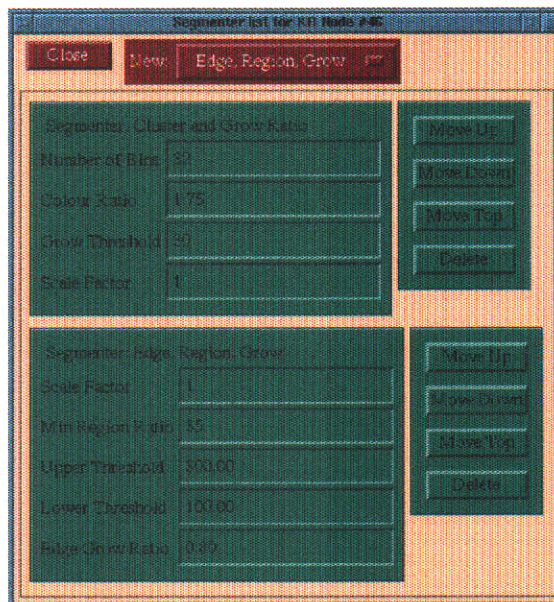 Segmenter list for KB Node #46
Close
New: Edge, Region, Grow
Segmenter: Cluster and Grow Ratio
Number of Bins 32
Colour Ratio 1.75
Grow Threshold 30
Scale Factor 1
Move Up
Move Down
Move Top
Delete
Segmenter: Edge, Region, Grow
Scale Factor 1
Min Region Ratio 35
Upper Threshold 300.00
Lower Threshold 100.00
Edge Grow Ratio 0.80
Move Up
Move Down
Move Top
Delete